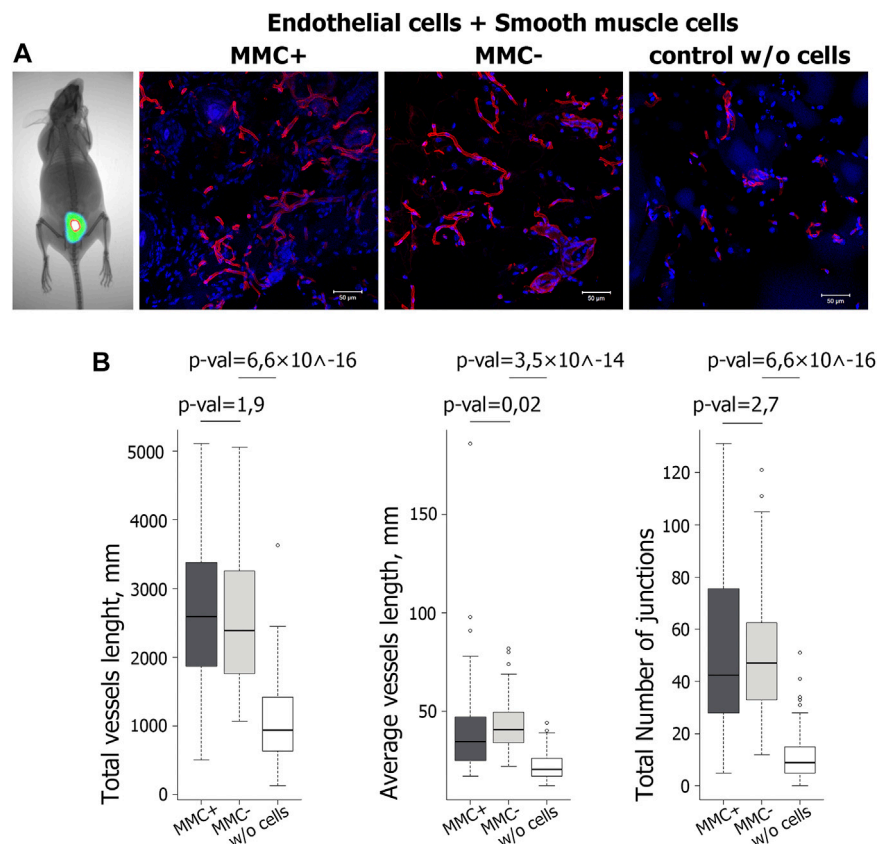 Endothelial cells + Smooth muscle cells
A
MMC+
MMC-
control w/o cells
50 µm
50 µm
50 µm
B
p-val=6,6×10^-16
p-val=1,9
Total vessels lenght, mm
5000
4000
3000
2000
1000
0
MMC+
MMC-
w/o cells
p-val=3,5×10^-14
p-val=0,02
Average vessels length, mm
150
100
50
MMC+
MMC-
w/o cells
p-val=6,6×10^-16
p-val=2,7
Total Number of junctions
120
100
80
60
40
20
0
MMC+
MMC-
w/o cells